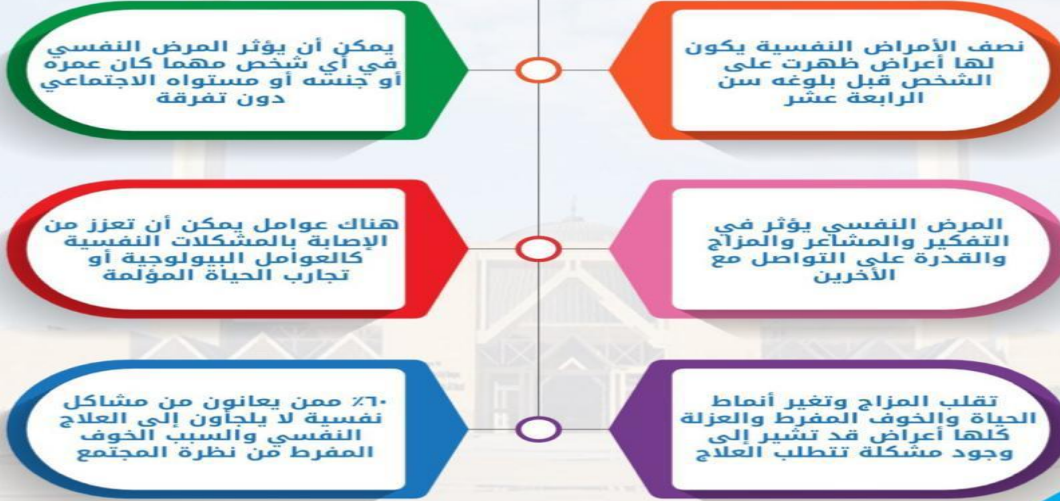 نصف الأمراض النفسية يكون
لها أعراض ظهرت على
الشخص قبل بلوغه سن
الرابعة عشر
يمكن أن يؤثر المرض النفسي
في أي شخص مهما كان عمره
أو جنسه أو مستواه الاجتماعي
دون تفرقة
المرض النفسي يؤثر في
التفكير والمشاعر والمزاج
والقدرة على التواصل مع
الأخرين
هناك عوامل يمكن أن تعزز من
الإصابة بالمشكلات النفسية
كالعوامل البيولوجية أو
تجارب الحياة المؤلمة
تقلب المزاج وتغير أنماط
الحياة والخوف المفرط والعزلة
كلها أعراض قد تشير إلى
وجود مشكلة تتطلب العلاج
٦٠٪ ممن يعانون من مشاكل
نفسية لا يلجأون إلى العلاج
النفسي والسبب الخوف
المفرط من نظرة المجتمع